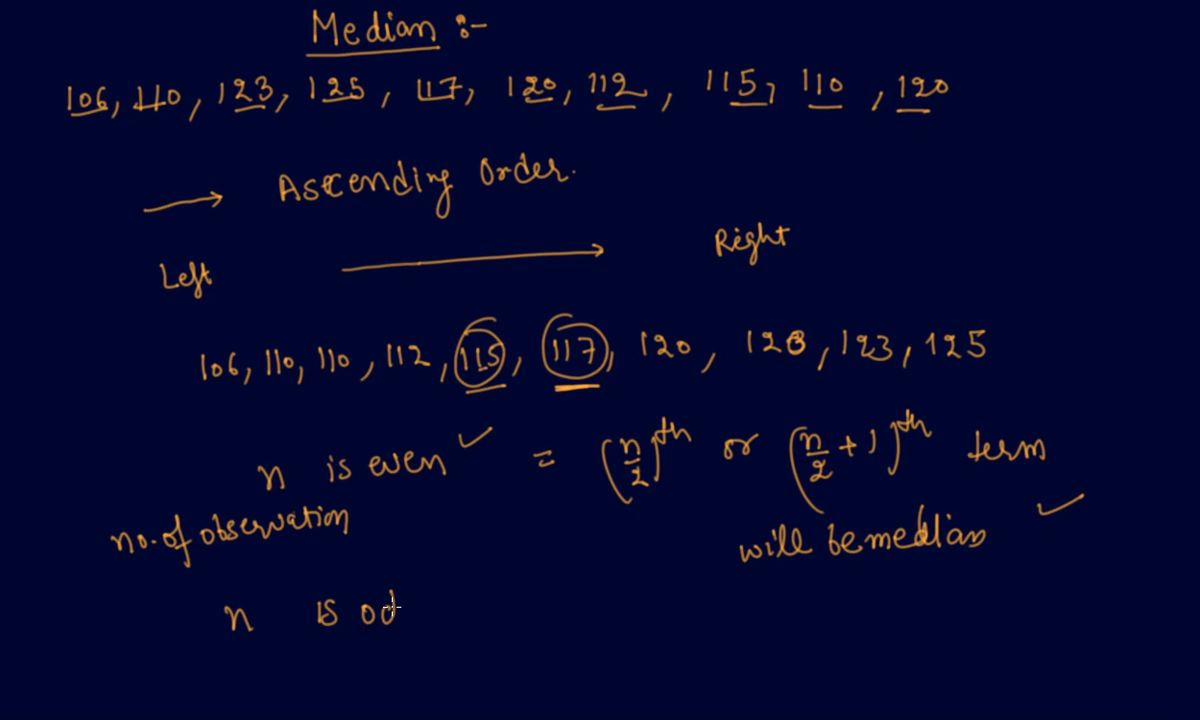 Median :-
106, 110, 123, 125, 117, 120, 112, 115, 110, 120
→ Ascending Order.
Left → Right
106, 110, 110, 112, 115, 117, 120, 120, 123, 125
n is even ✓ = (n/2)th or (n/2 + 1)th term
no. of observation
will be median ✓
n is od